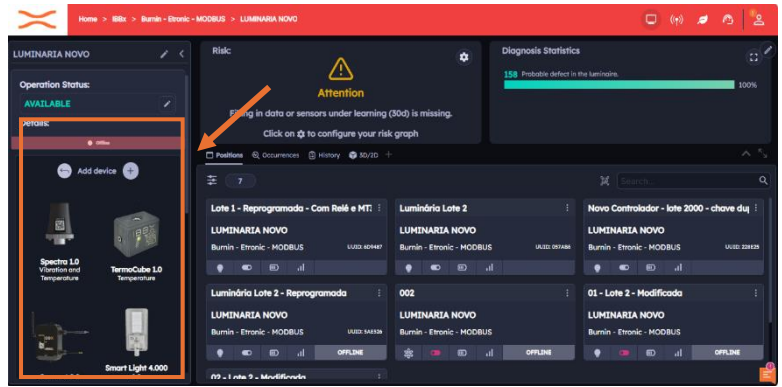 Home > IBBx > Burnin - Etronic - MODBUS > LUMINARIA NOVO
LUMINARIA NOVO
Operation Status:
AVAILABLE
Details:
Offline
Add device
Spectra 1.0
Vibration and
Temperature
TermoCube 1.0
Temperature
Smart Light 4.000
Risk:
Attention
Filling in data or sensors under learning (30d) is missing.
Click on to configure your risk graph
Diagnosis Statistics
158 Probable defect in the luminaire.
100%
Positions Occurrences History 3D/2D
7
Search...
Lote 1 - Reprogramada - Com Relé e MT
LUMINARIA NOVO
Burnin - Etronic - MODBUS
UUID: 6D9487
Luminária Lote 2
LUMINARIA NOVO
Burnin - Etronic - MODBUS
Novo Controlador - lote 2000 - chave du
LUMINARIA NOVO
Burnin - Etronic - MODBUS
Luminária Lote 2 - Reprogramada
LUMINARIA NOVO
Burnin - Etronic - MODBUS
OFFLINE
002
LUMINARIA NOVO
Burnin - Etronic - MODBUS
OFFLINE
01 - Lote 2 - Modificada
LUMINARIA NOVO
Burnin - Etronic - MODBUS
OFFLINE
02 - Lote 2 - Modificada